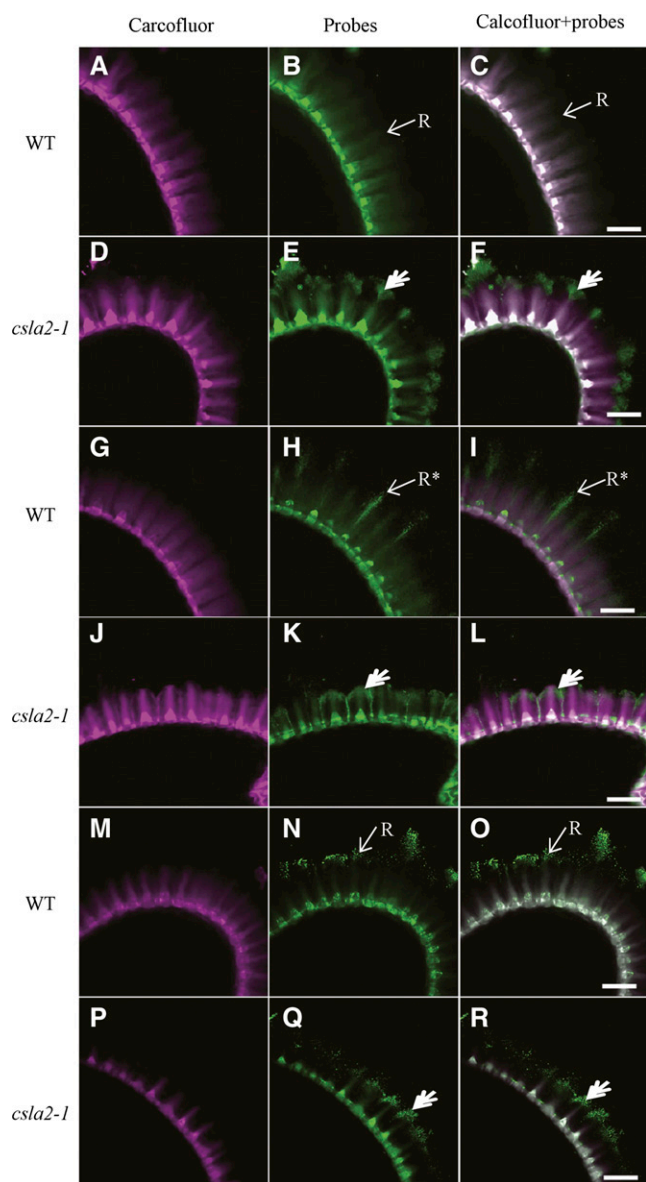 Carcofluor Probes Calcofluor+probes
WT A B R C R
csla2-1 D E F
WT G H R* I R*
csla2-1 J K L
WT M N R O R
csla2-1 P Q R